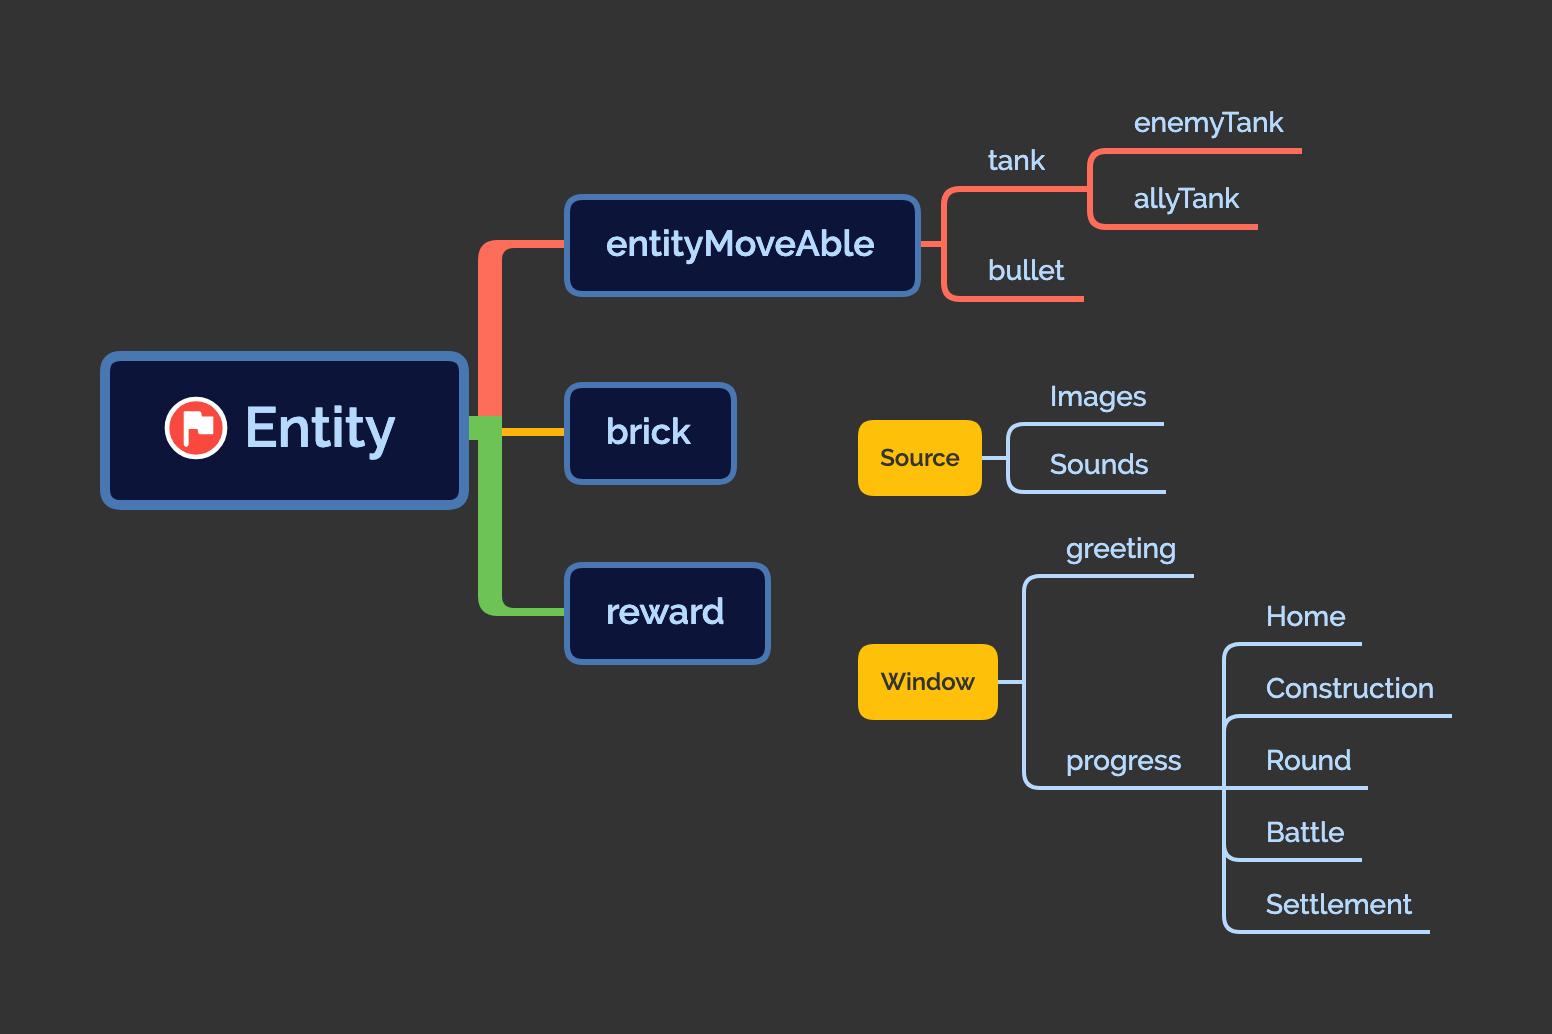 Entity
entityMoveAble
tank
enemyTank
allyTank
bullet
brick
reward
Source
Images
Sounds
Window
greeting
progress
Home
Construction
Round
Battle
Settlement